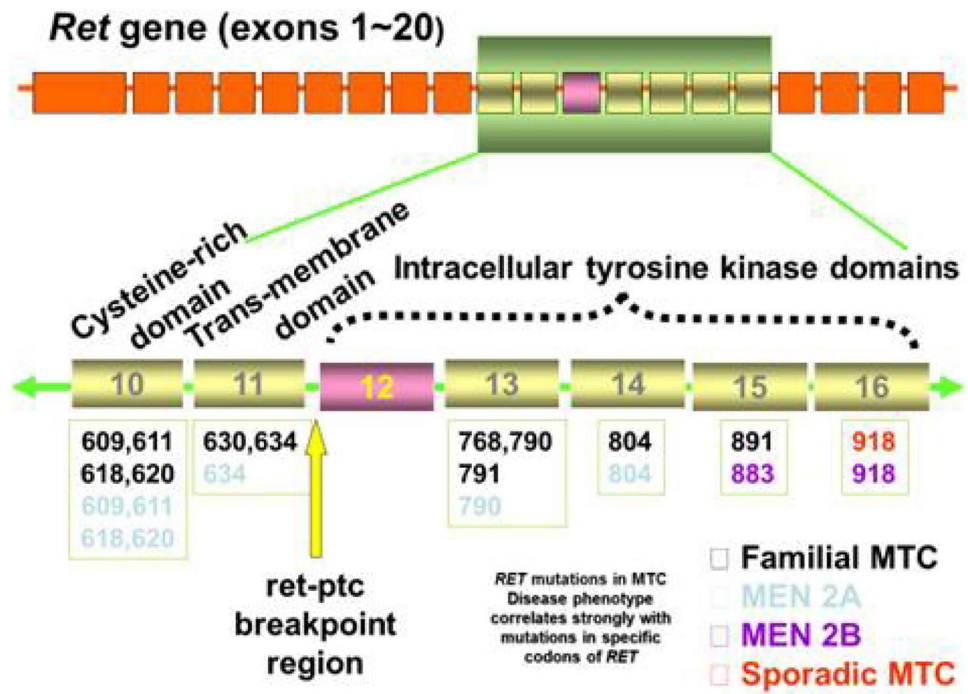 Ret gene (exons 1~20)
Cysteine-rich
domain
Trans-membrane
domain
Intracellular tyrosine kinase domains
10 11 12 13 14 15 16
609,611
618,620
609,611
618,620
630,634
634
768,790
791
790
804
804
891
883
918
918
ret-ptc
breakpoint
region
RET mutations in MTC
Disease phenotype
correlates strongly with
mutations in specific
codons of RET
Familial MTC
MEN 2A
MEN 2B
Sporadic MTC